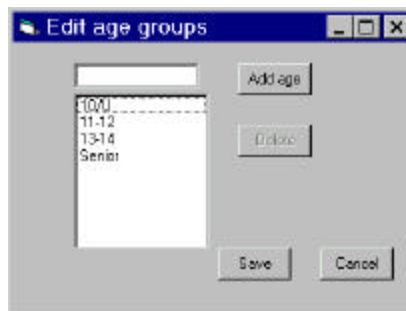 Edit age groups
Add age
10/U
11-12
13-14
Senior
Delete
Save
Cancel